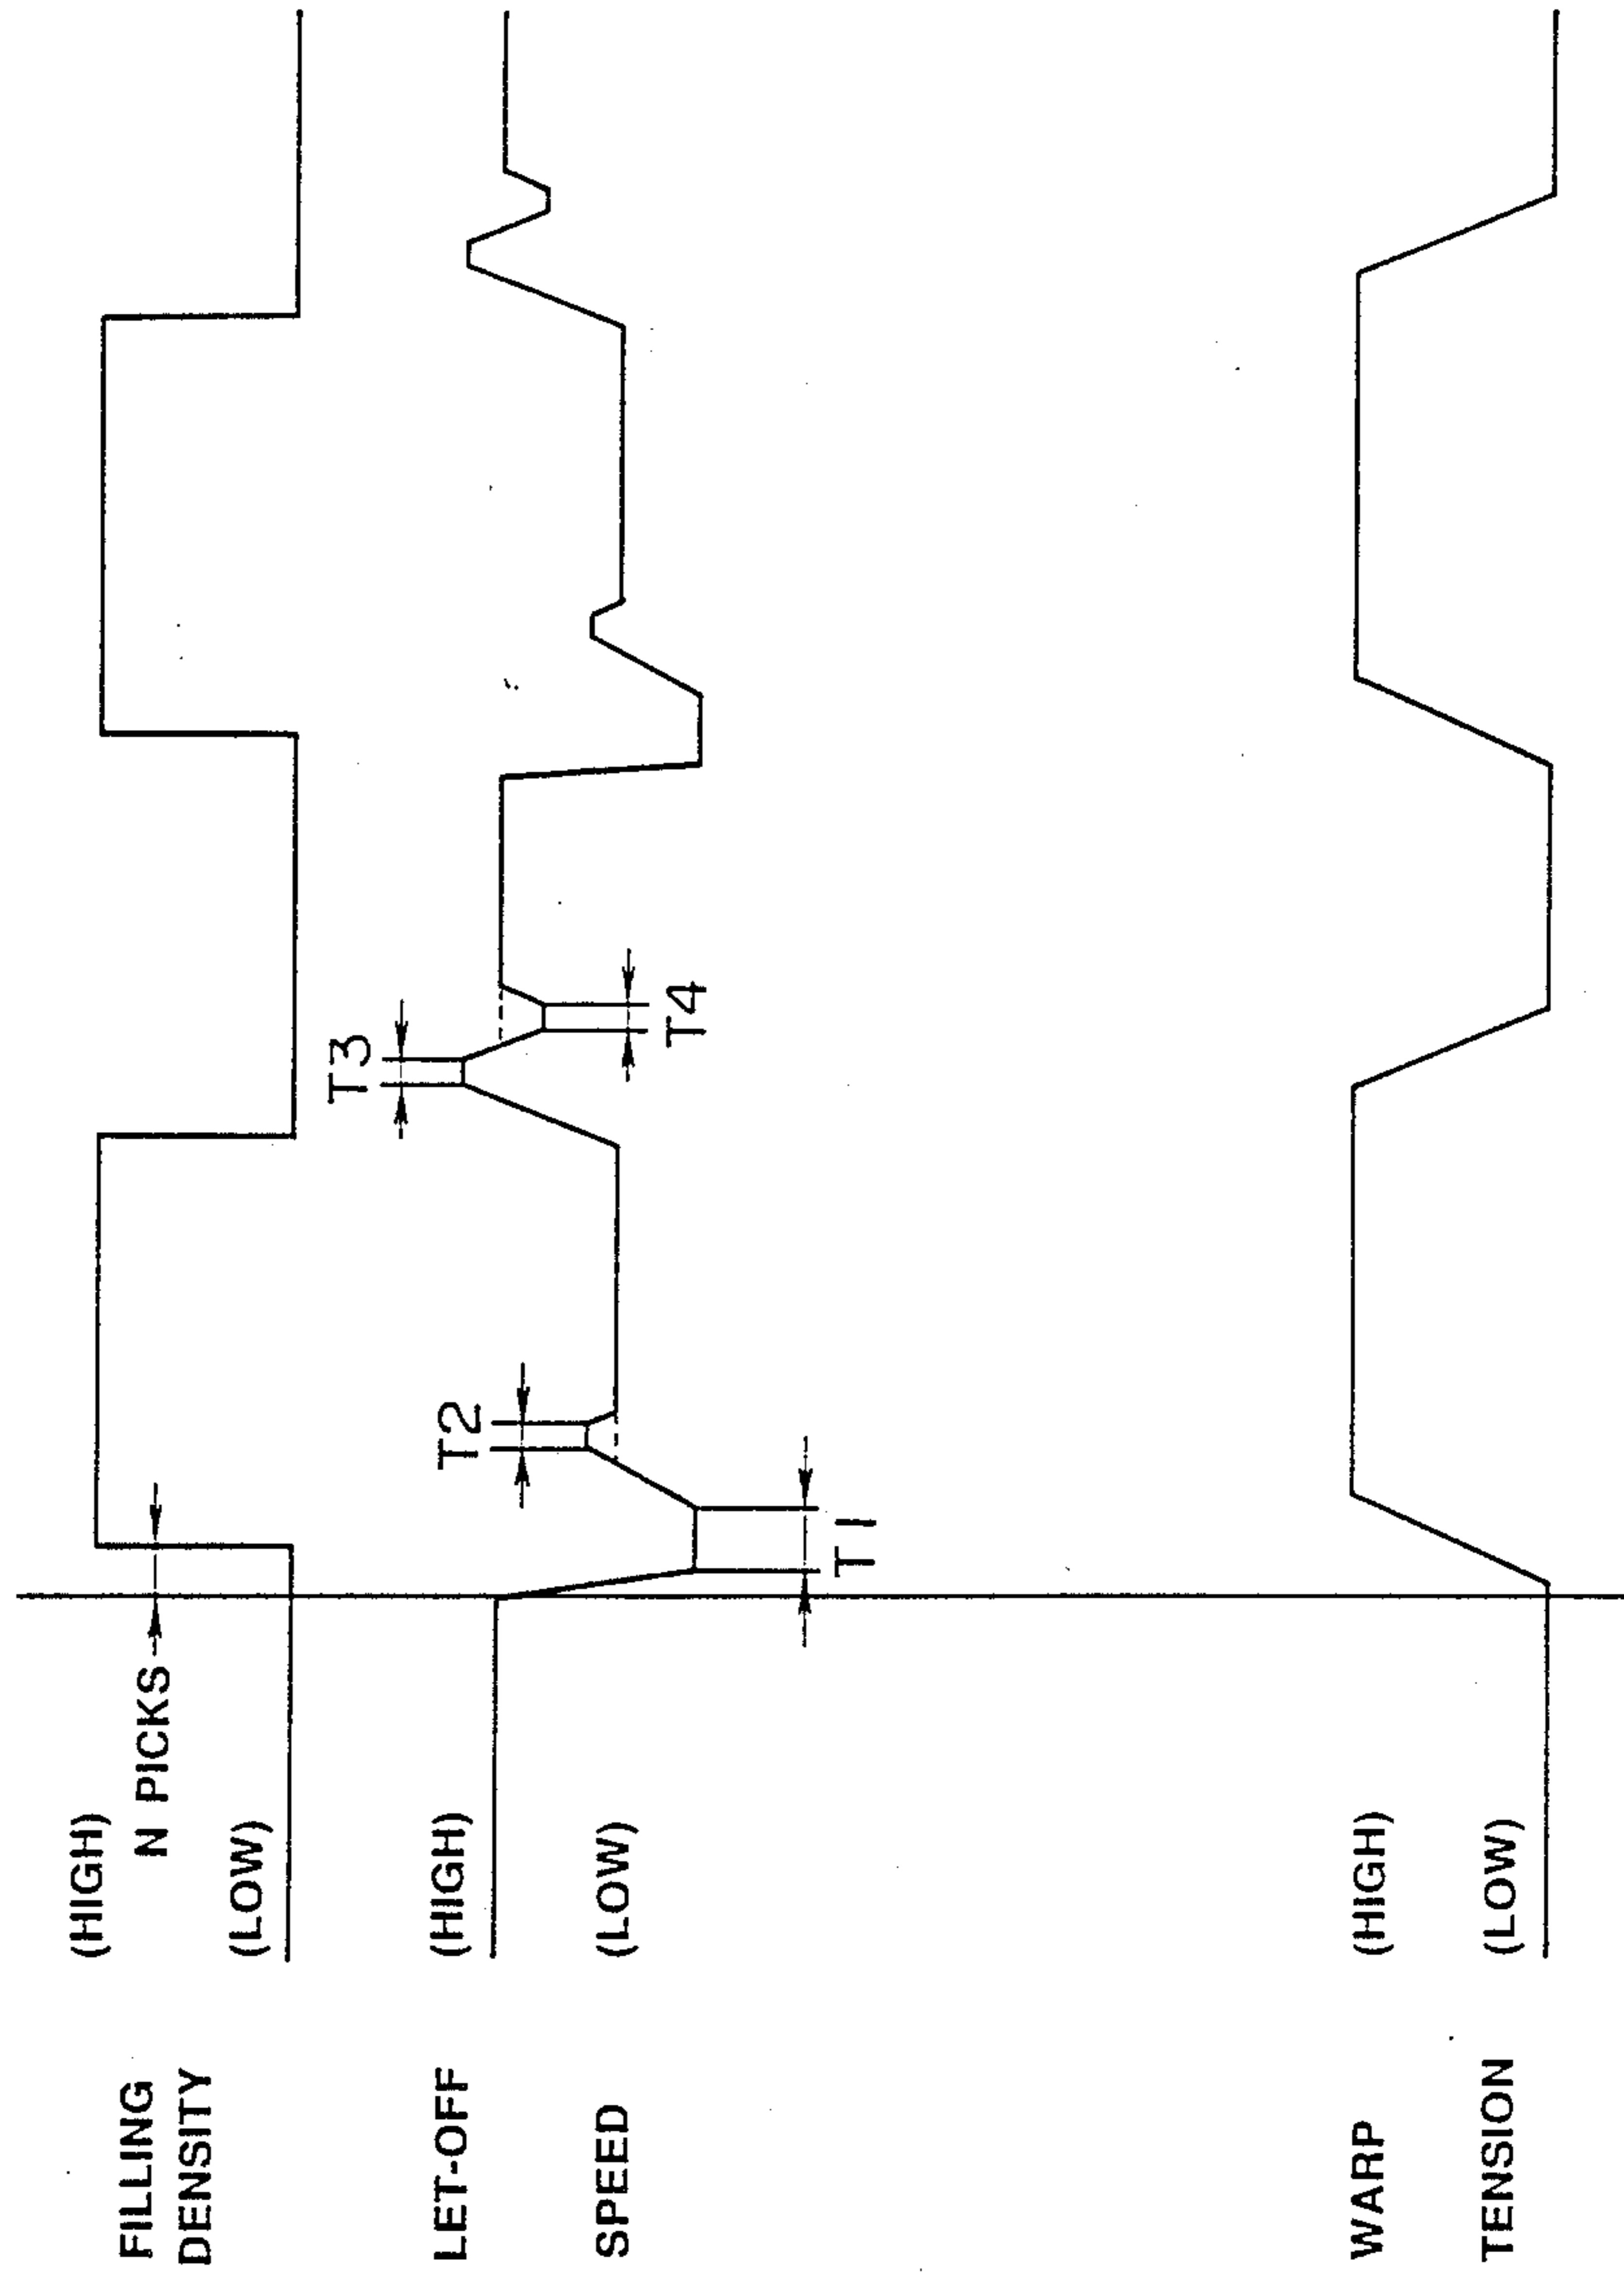 FILLING
DENSITY
(HIGH)
N PICKS
(LOW)
LET-OFF
SPEED
(HIGH)
(LOW)
T1
T2
T3
T4
WARP
TENSION
(HIGH)
(LOW)